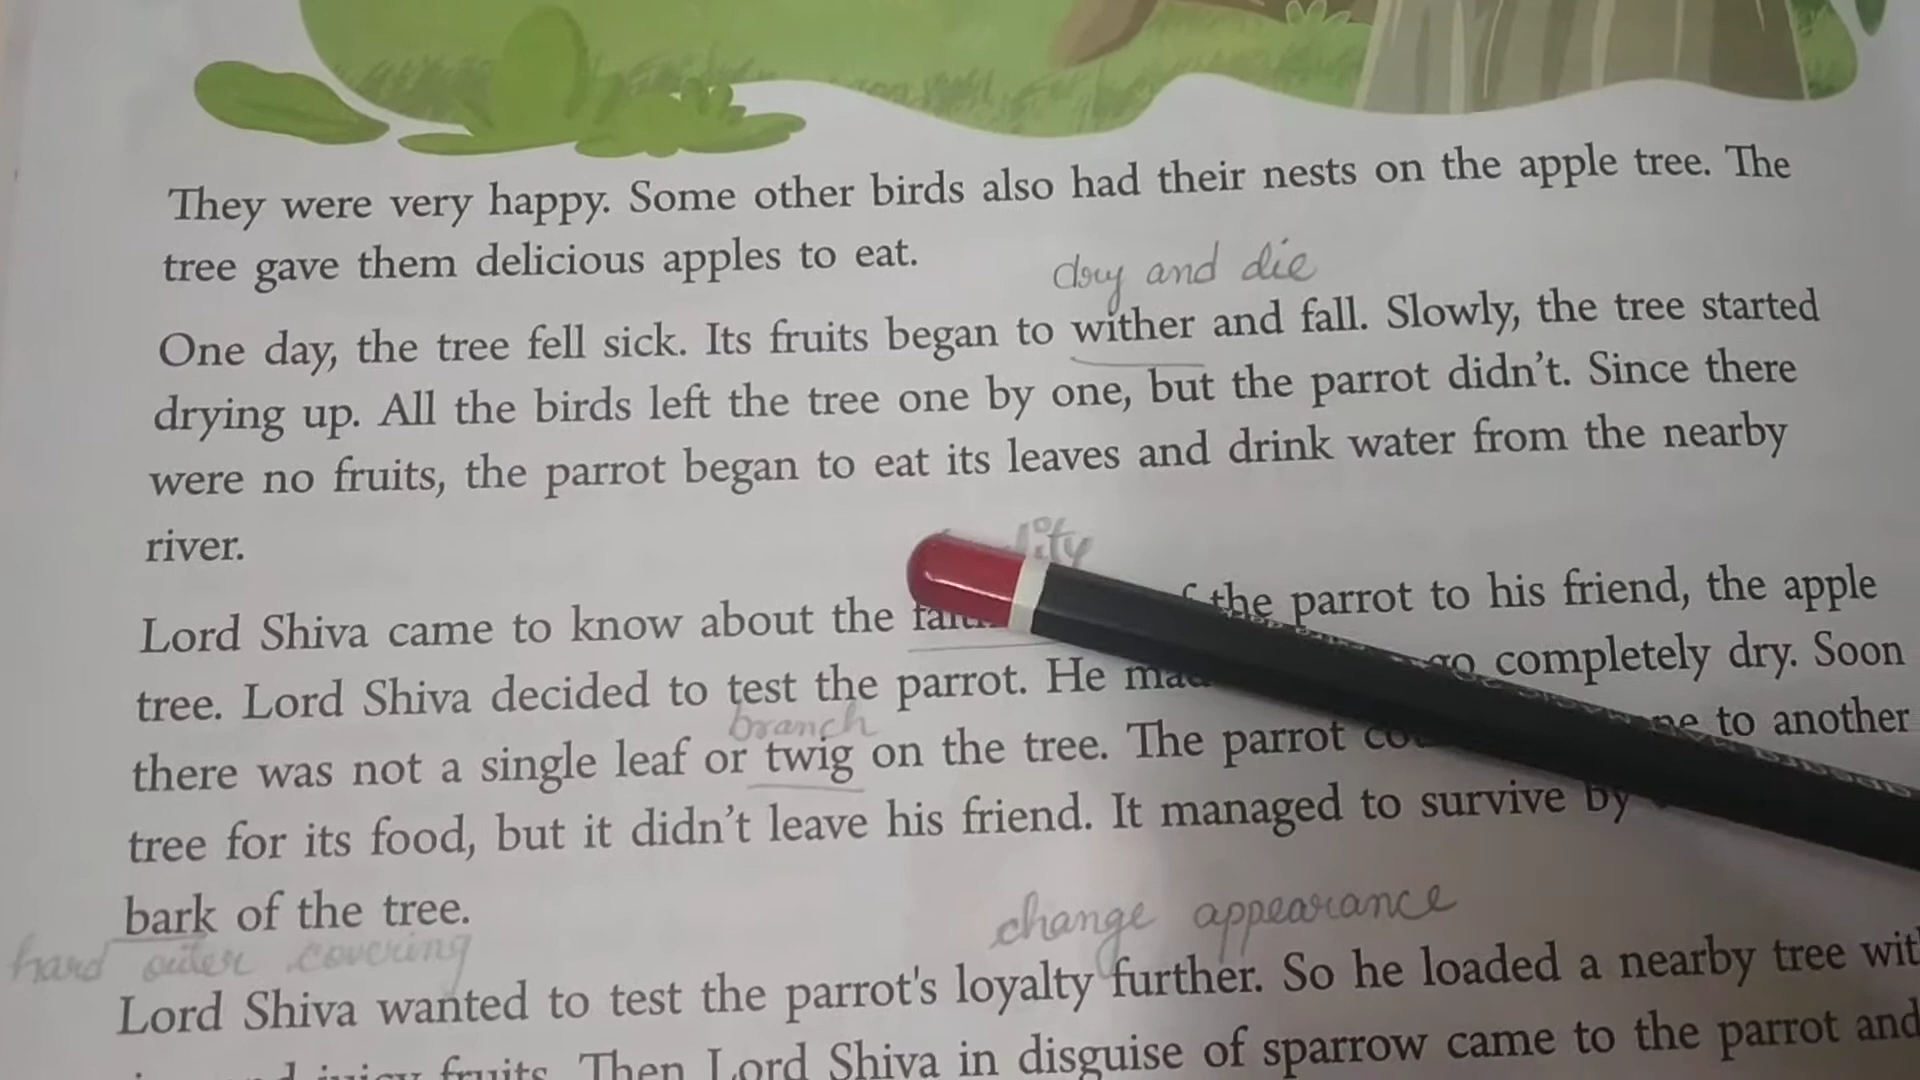 They were very happy. Some other birds also had their nests on the apple tree. The
tree gave them delicious apples to eat.
dry and die
One day, the tree fell sick. Its fruits began to wither and fall. Slowly, the tree started
drying up. All the birds left the tree one by one, but the parrot didn't. Since there
were no fruits, the parrot began to eat its leaves and drink water from the nearby
river.
Lord Shiva came to know about the the parrot to his friend, the apple
tree. Lord Shiva decided to test the parrot. He go completely dry. Soon
branch
there was not a single leaf or twig on the tree. The parrot to another
tree for its food, but it didn't leave his friend. It managed to survive by
bark of the tree.
hard outer covering
change appearance
Lord Shiva wanted to test the parrot's loyalty further. So he loaded a nearby tree
juicy fruits. Then Lord Shiva in disguise of sparrow came to the parrot and